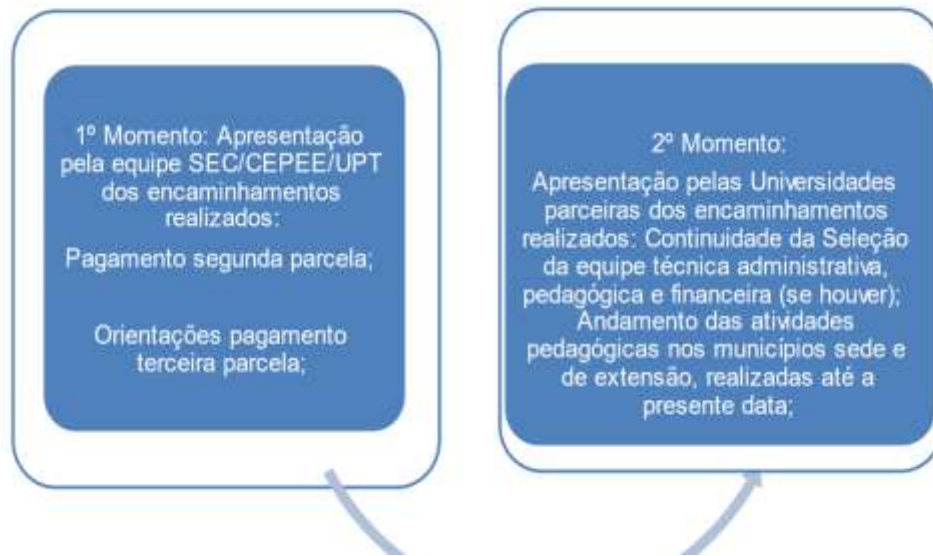 1º Momento: Apresentação
pela equipe SEC/CEPEE/UPT
dos encaminhamentos
realizados:
Pagamento segunda parcela;
Orientações pagamento
terceira parcela;
2º Momento:
Apresentação pelas Universidades
parceiras dos encaminhamentos
realizados: Continuidade da Seleção
da equipe técnica administrativa,
pedagógica e financeira (se houver);
Andamento das atividades
pedagógicas nos municípios sede e
de extensão, realizadas até a
presente data;